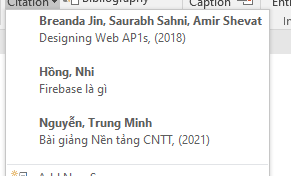 Citation
Bibliography
Caption
Breanda Jin, Saurabh Sahni, Amir Shevat
Designing Web AP1s, (2018)
Hồng, Nhi
Firebase là gì
Nguyễn, Trung Minh
Bài giảng Nền tảng CNTT, (2021)